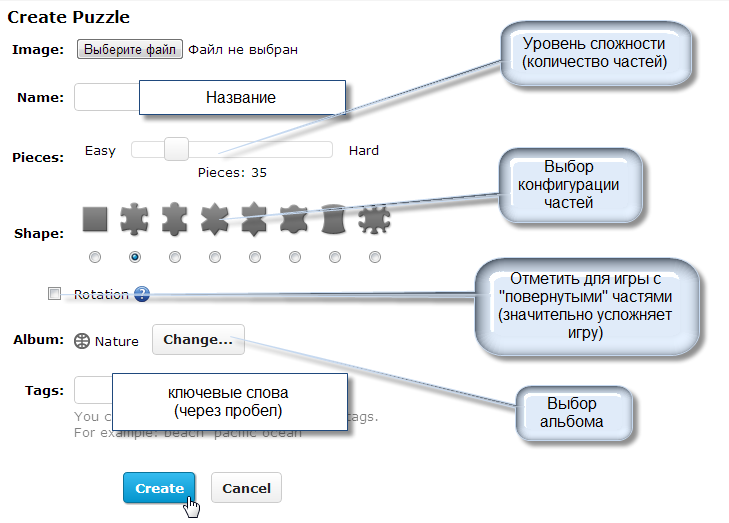 Create Puzzle
Image: Выберите файл Файл не выбран
Уровень сложности
(количество частей)
Name: Название
Pieces: Easy Hard
Pieces: 35
Выбор
конфигурации
частей
Shape:
Rotation ?
Отметить для игры с
"повернутыми" частями
(значительно усложняет
игру)
Album: Nature Change...
Tags: ключевые слова
(через пробел)
You c tags.
For example: beach "pacific ocean"
Выбор
альбома
Create Cancel